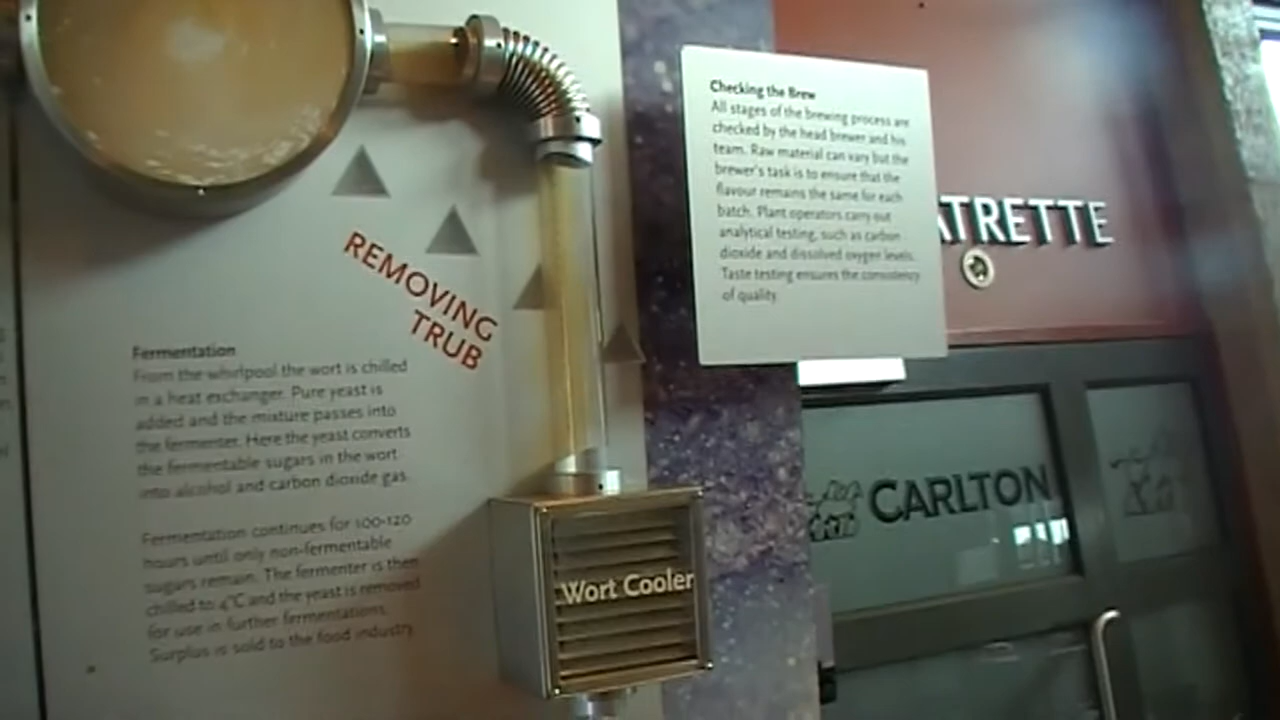 REMOVING
TRUB
Fermentation
From the whirlpool the wort is chilled
in a heat exchanger. Pure yeast is
added and the mixture passes into
the fermenter. Here the yeast converts
the fermentable sugars in the wort
into alcohol and carbon dioxide gas.
Fermentation continues for 100-120
hours until only non-fermentable
sugars remain. The fermenter is then
chilled to 4°C and the yeast is removed
for use in further fermentations.
Surplus is sold to the food industry.
Wort Cooler
Checking the Brew
All stages of the brewing process are
checked by the head brewer and his
team. Raw material can vary but the
brewer's task is to ensure that the
flavour remains the same for each
batch. Plant operators carry out
analytical testing, such as carbon
dioxide and dissolved oxygen levels.
Taste testing ensures the consistency
of quality.
ATRETTE
CARLTON